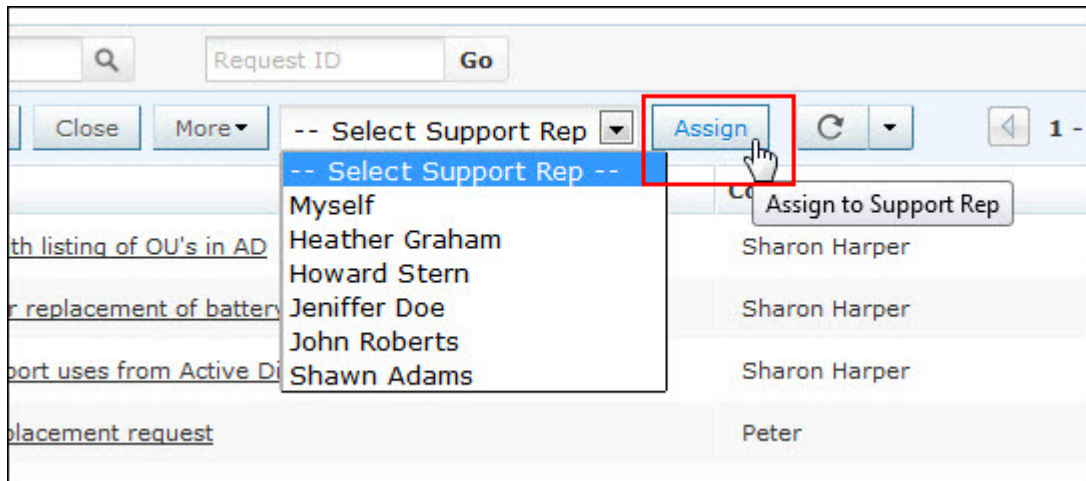 Request ID Go
Close More -- Select Support Rep Assign 1 -
-- Select Support Rep --
Myself
Assign to Support Rep
Heather Graham
th listing of OU's in AD Sharon Harper
Howard Stern
r replacement of battery Jeniffer Doe Sharon Harper
John Roberts
port uses from Active Di Shawn Adams Sharon Harper
placement request Peter